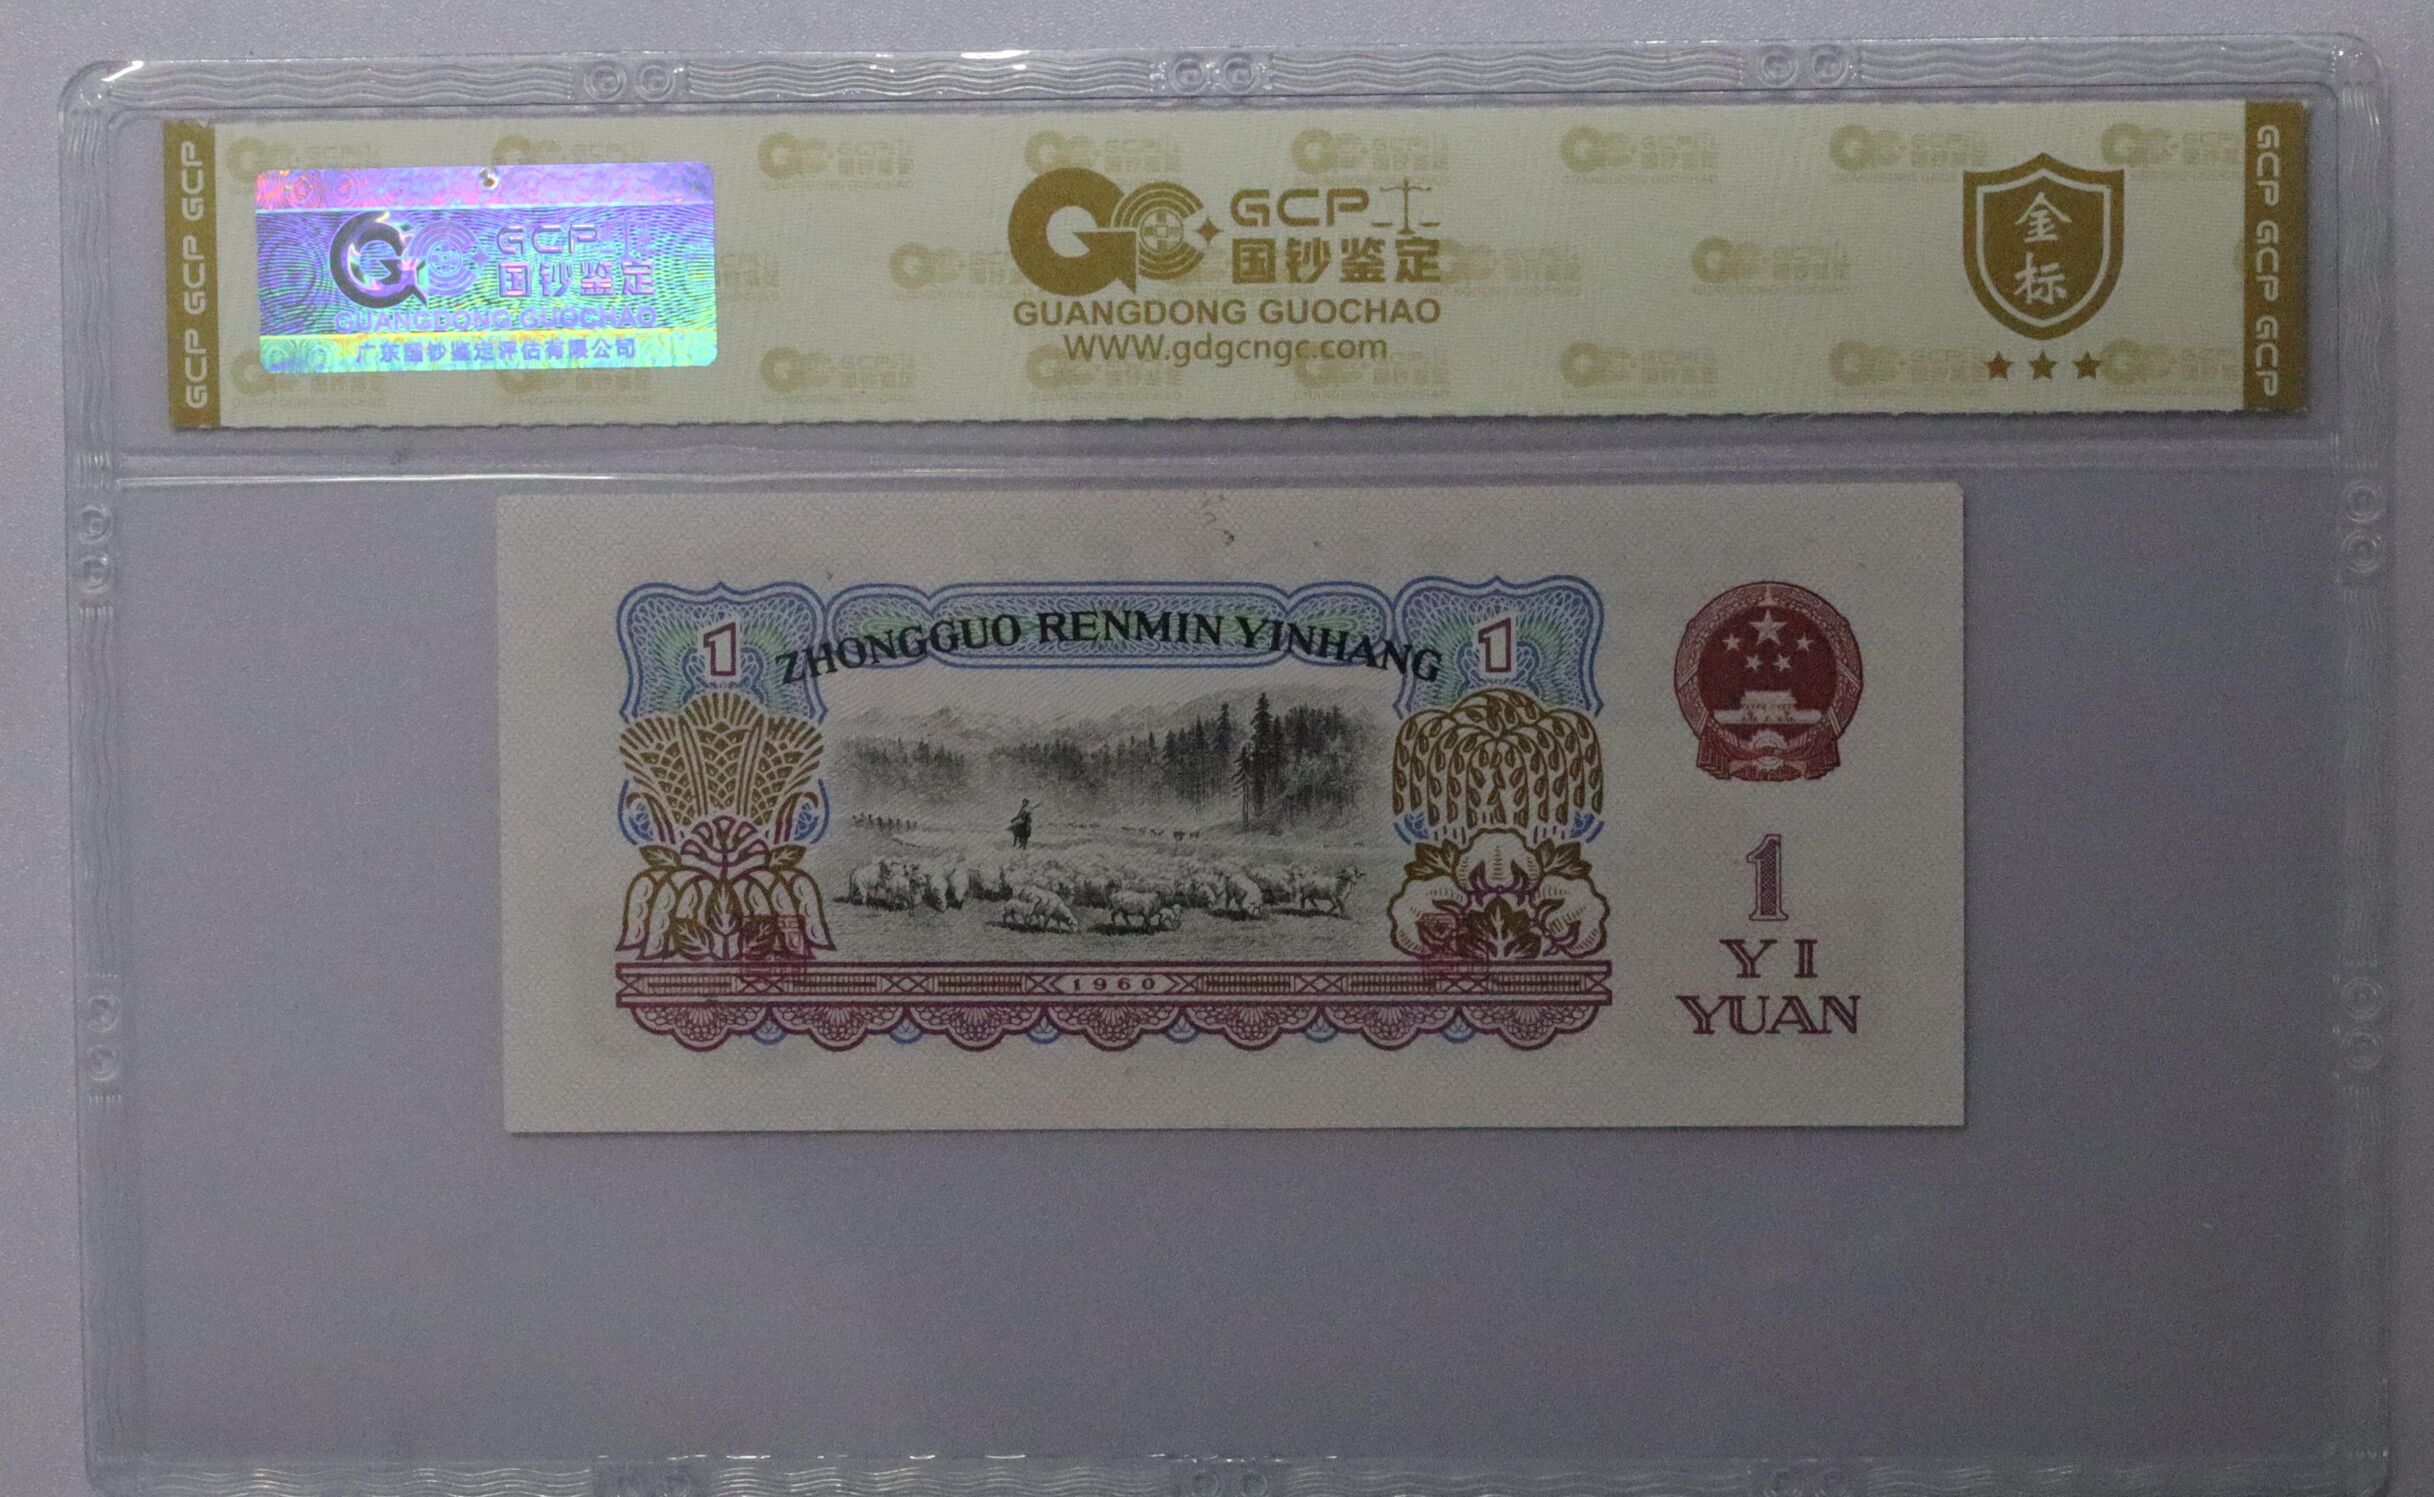 GCP GCP GCP
GCP
国钞鉴定
GUANGDONG GUOCHAO
广东国钞鉴定评估有限公司
GCP
国钞鉴定
GUANGDONG GUOCHAO
WWW.gdgcngc.com
金标
GCP GCP GCP
ZHONGGUO RENMIN YINHANG
1
1
1960
1
YI
YUAN